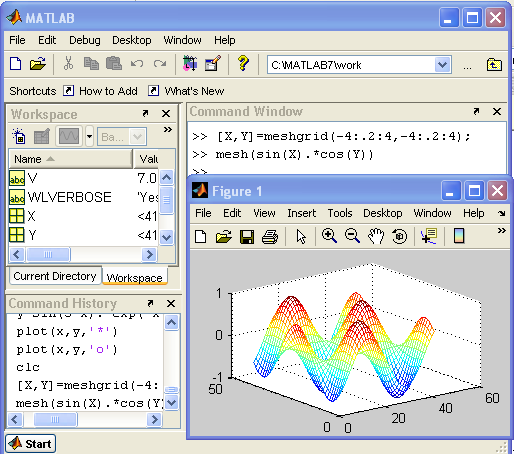 MATLAB
File Edit Debug Desktop Window Help
C:\MATLAB7\work
...
Shortcuts How to Add What's New
Workspace
Ba...
Name
V 7.0
WLVERBOSE 'Yes
X <41
Y <41
Current Directory Workspace
Command History
plot(x,y,'*')
plot(x,y,'o')
clc
[X,Y]=meshgrid(-4:
mesh(sin(X).*cos(Y)
Start
Command Window
>> [X,Y]=meshgrid(-4:.2:4,-4:.2:4);
>> mesh(sin(X).*cos(Y))
>>
Figure 1
File Edit View Insert Tools Desktop Window Help
1
0
-1
50
0
0
20
40
60